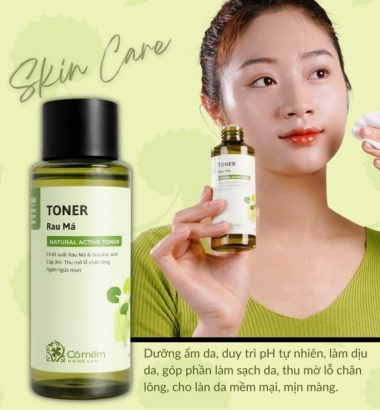 Skin Care
TONER
Rau Má
NATURAL ACTIVE TONER
Chiết xuất Rau Má & Succinic acid
Cấp ẩm- Thu mờ lỗ chân lông
Ngăn ngừa mụn
Cỏ mềm
HOME LAB
TONER
Rau Má
Dưỡng ẩm da, duy trì pH tự nhiên, làm dịu
da, góp phần làm sạch da, thu mờ lỗ chân
lông, cho làn da mềm mại, mịn màng.